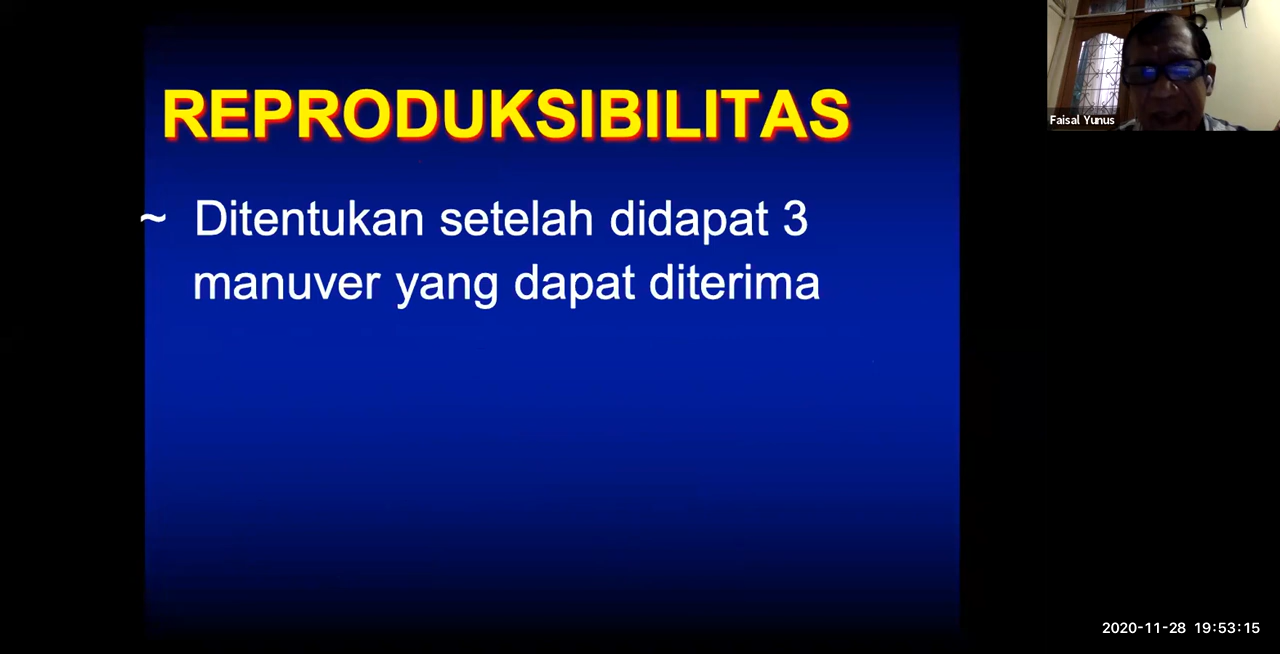 REPRODUKSIBILITAS
~ Ditentukan setelah didapat 3
manuver yang dapat diterima
Faisal Yunus
2020-11-28 19:53:15